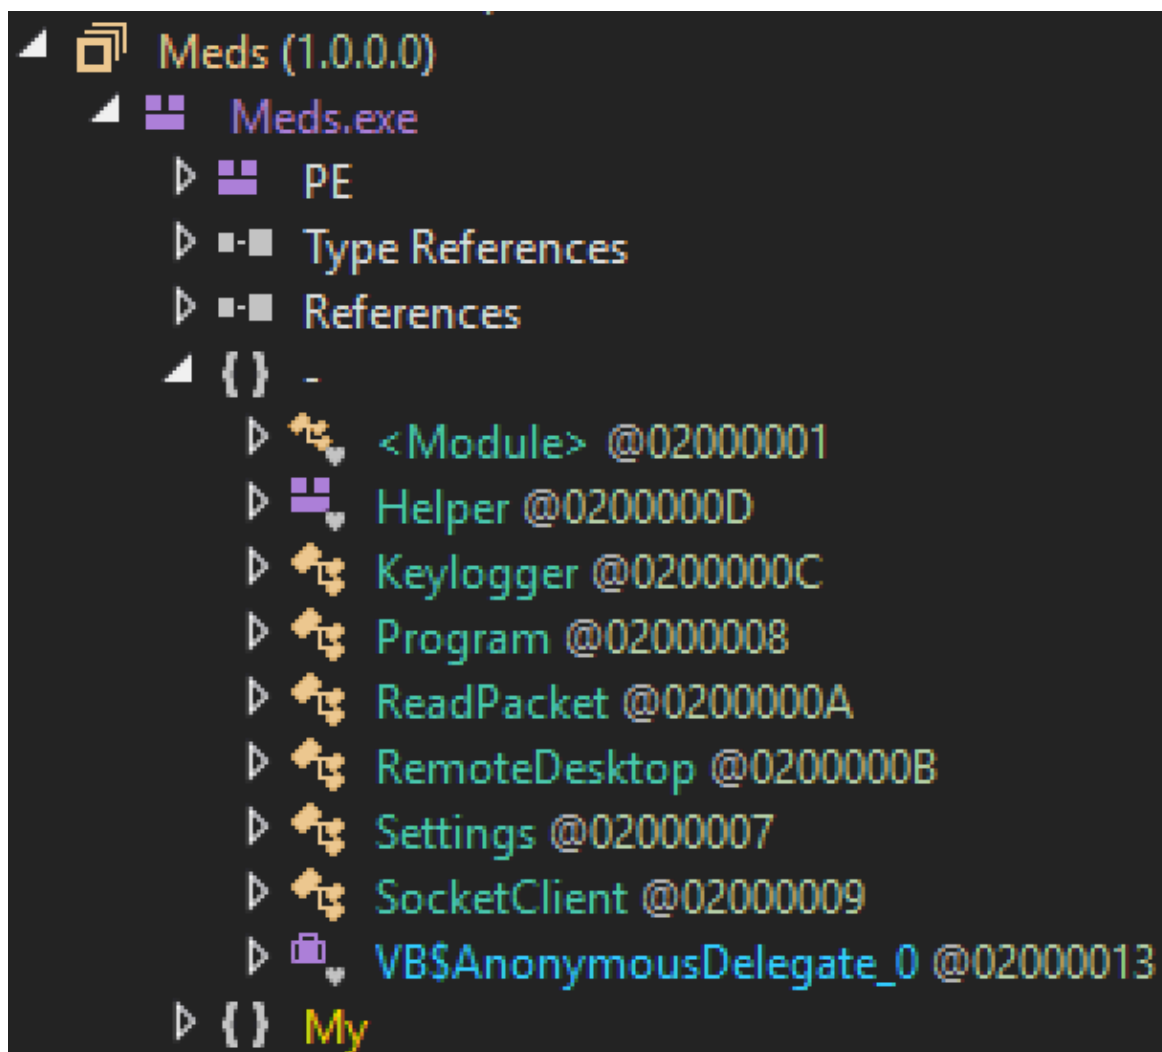 Meds (1.0.0.0)
Meds.exe
PE
Type References
References
{ } -
<Module> @02000001
Helper @0200000D
Keylogger @0200000C
Program @02000008
ReadPacket @0200000A
RemoteDesktop @0200000B
Settings @02000007
SocketClient @02000009
VB$AnonymousDelegate_0 @02000013
{ } My